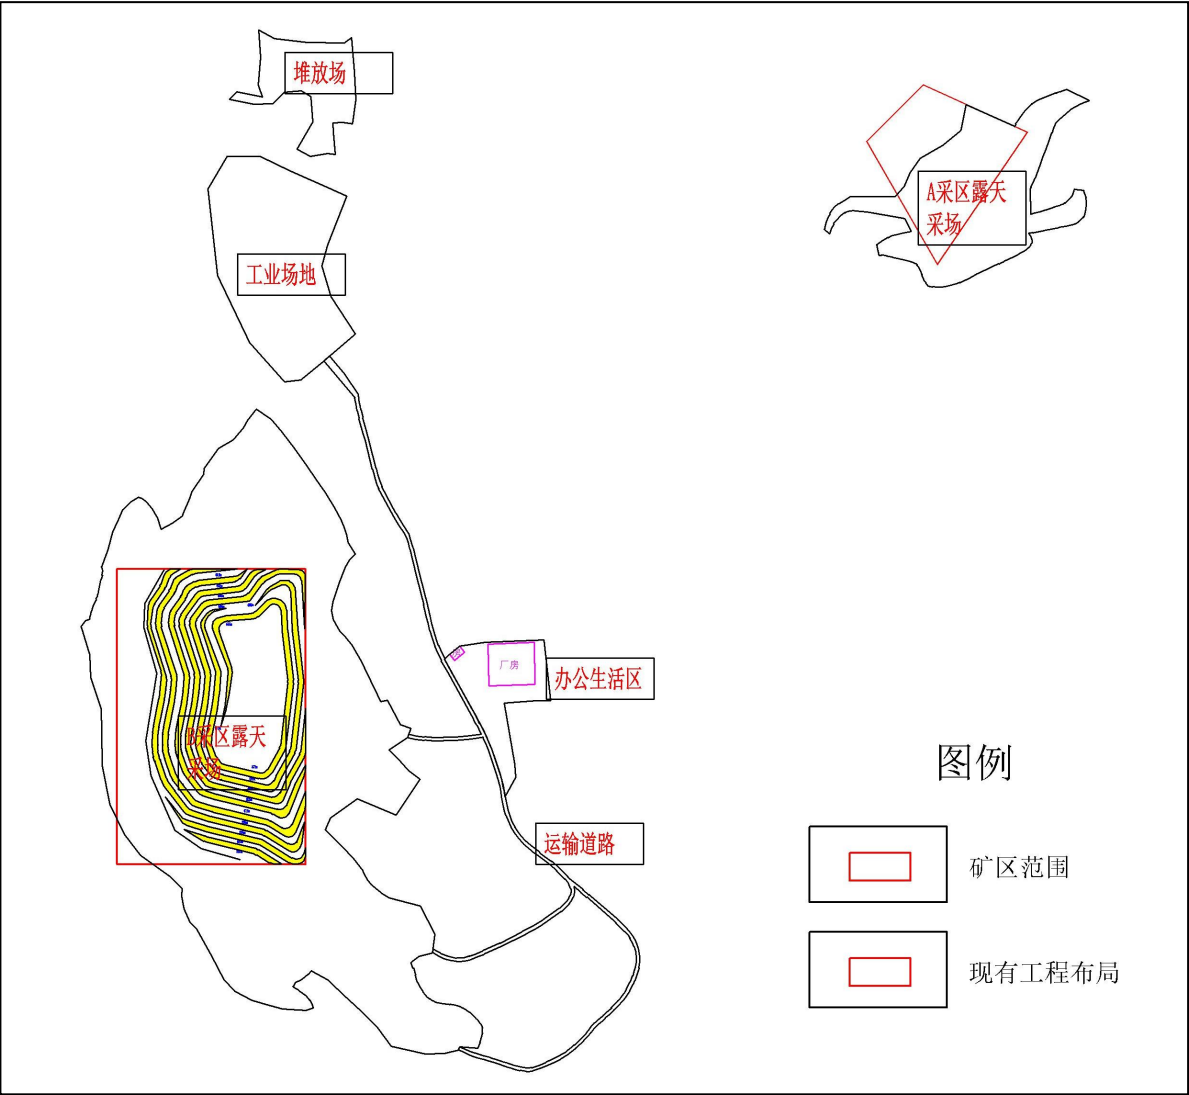 堆放场
A采区露天
采场
工业场地
厂房
办公生活区
B采区露天
采场
图例
运输道路
矿区范围
现有工程布局